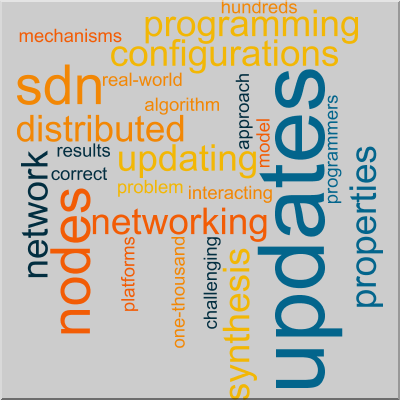 hundreds
programming
mechanisms
configurations
sdn
real-world
algorithm
approach
updates
programmers
distributed
model
results
updating
correct
network
problem
interacting
properties
nodes
networking
platforms
one-thousand
challenging
synthesis